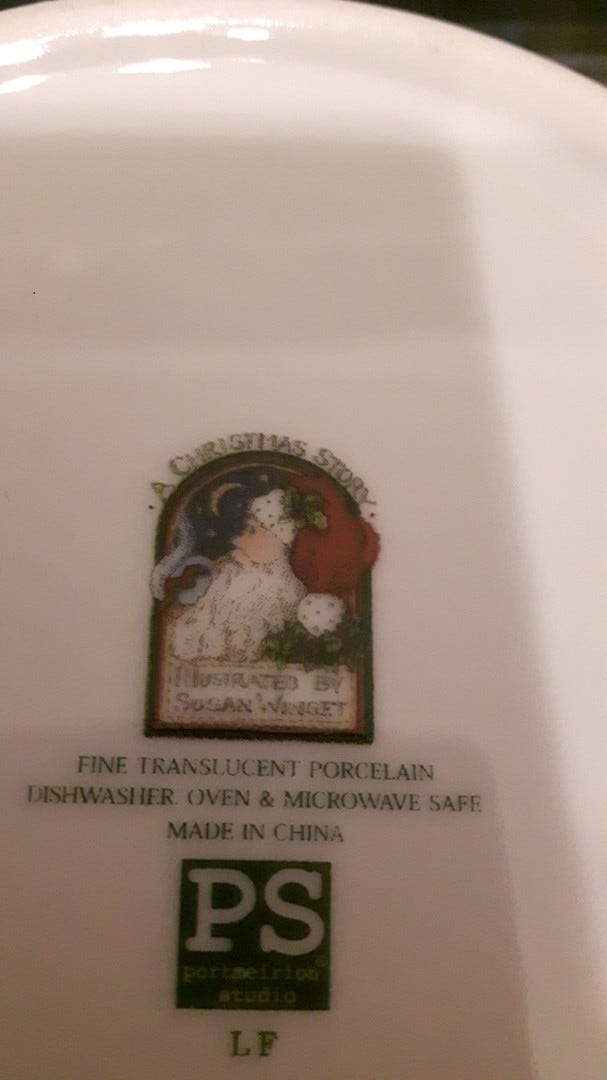 A CHRISTMAS STORY
ILLUSTRATED BY
SUSAN WINGET
FINE TRANSLUCENT PORCELAIN
DISHWASHER. OVEN & MICROWAVE SAFE
MADE IN CHINA
PS®
portmeirion
studio
LF